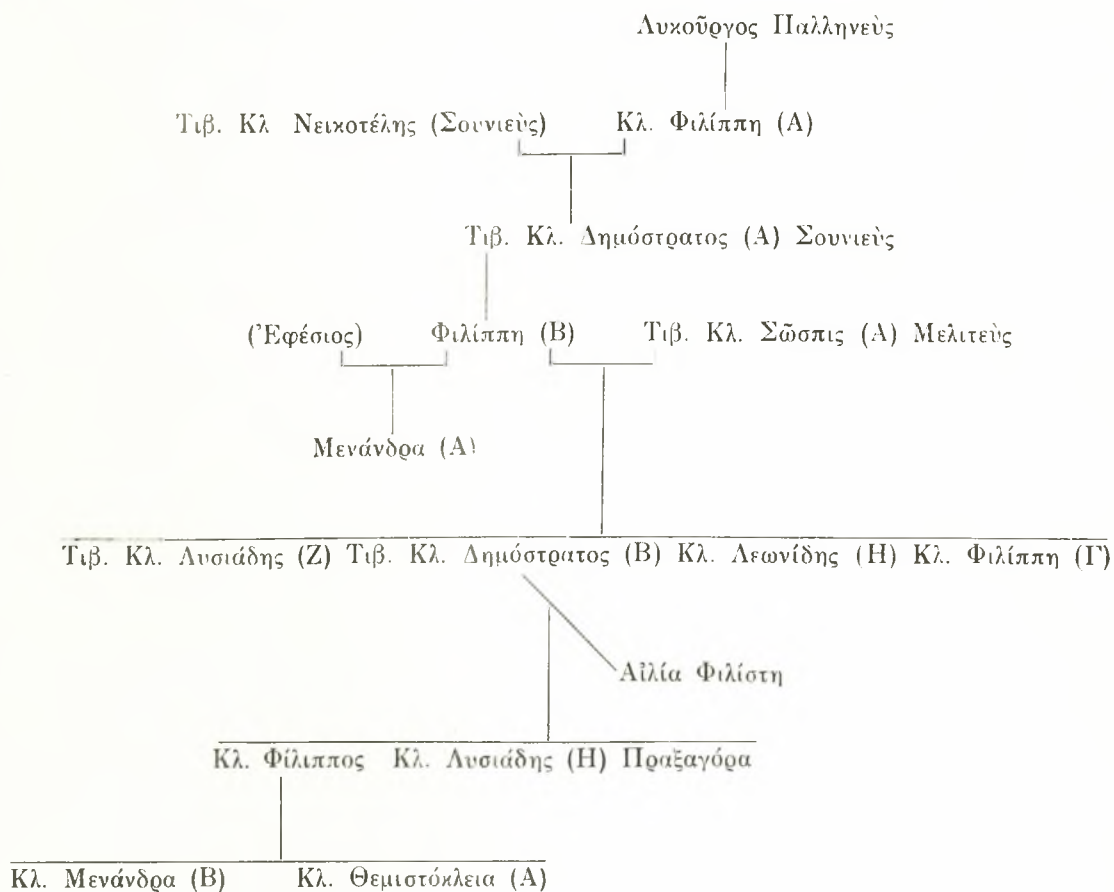 Λυκοῦργος Παλληνεὺς
Τιβ. Κλ Νεικοτέλης (Σουνιεὺς) Κλ. Φιλίππη (Α)
Τιβ. Κλ. Δημόστρατος (Α) Σουνιεὺς
(Ἐφέσιος) Φιλίππη (Β) Τιβ. Κλ. Σῶσπις (Α) Μελιτεὺς
Μενάνδρα (Α)
Τιβ. Κλ. Λυσιάδης (Ζ) Τιβ. Κλ. Δημόστρατος (Β) Κλ. Λεωνίδης (Η) Κλ. Φιλίππη (Γ)
Αἰλία Φιλίστη
Κλ. Φίλιππος Κλ. Λυσιάδης (Η) Πραξαγόρα
Κλ. Μενάνδρα (Β) Κλ. Θεμιστόκλεια (Α)